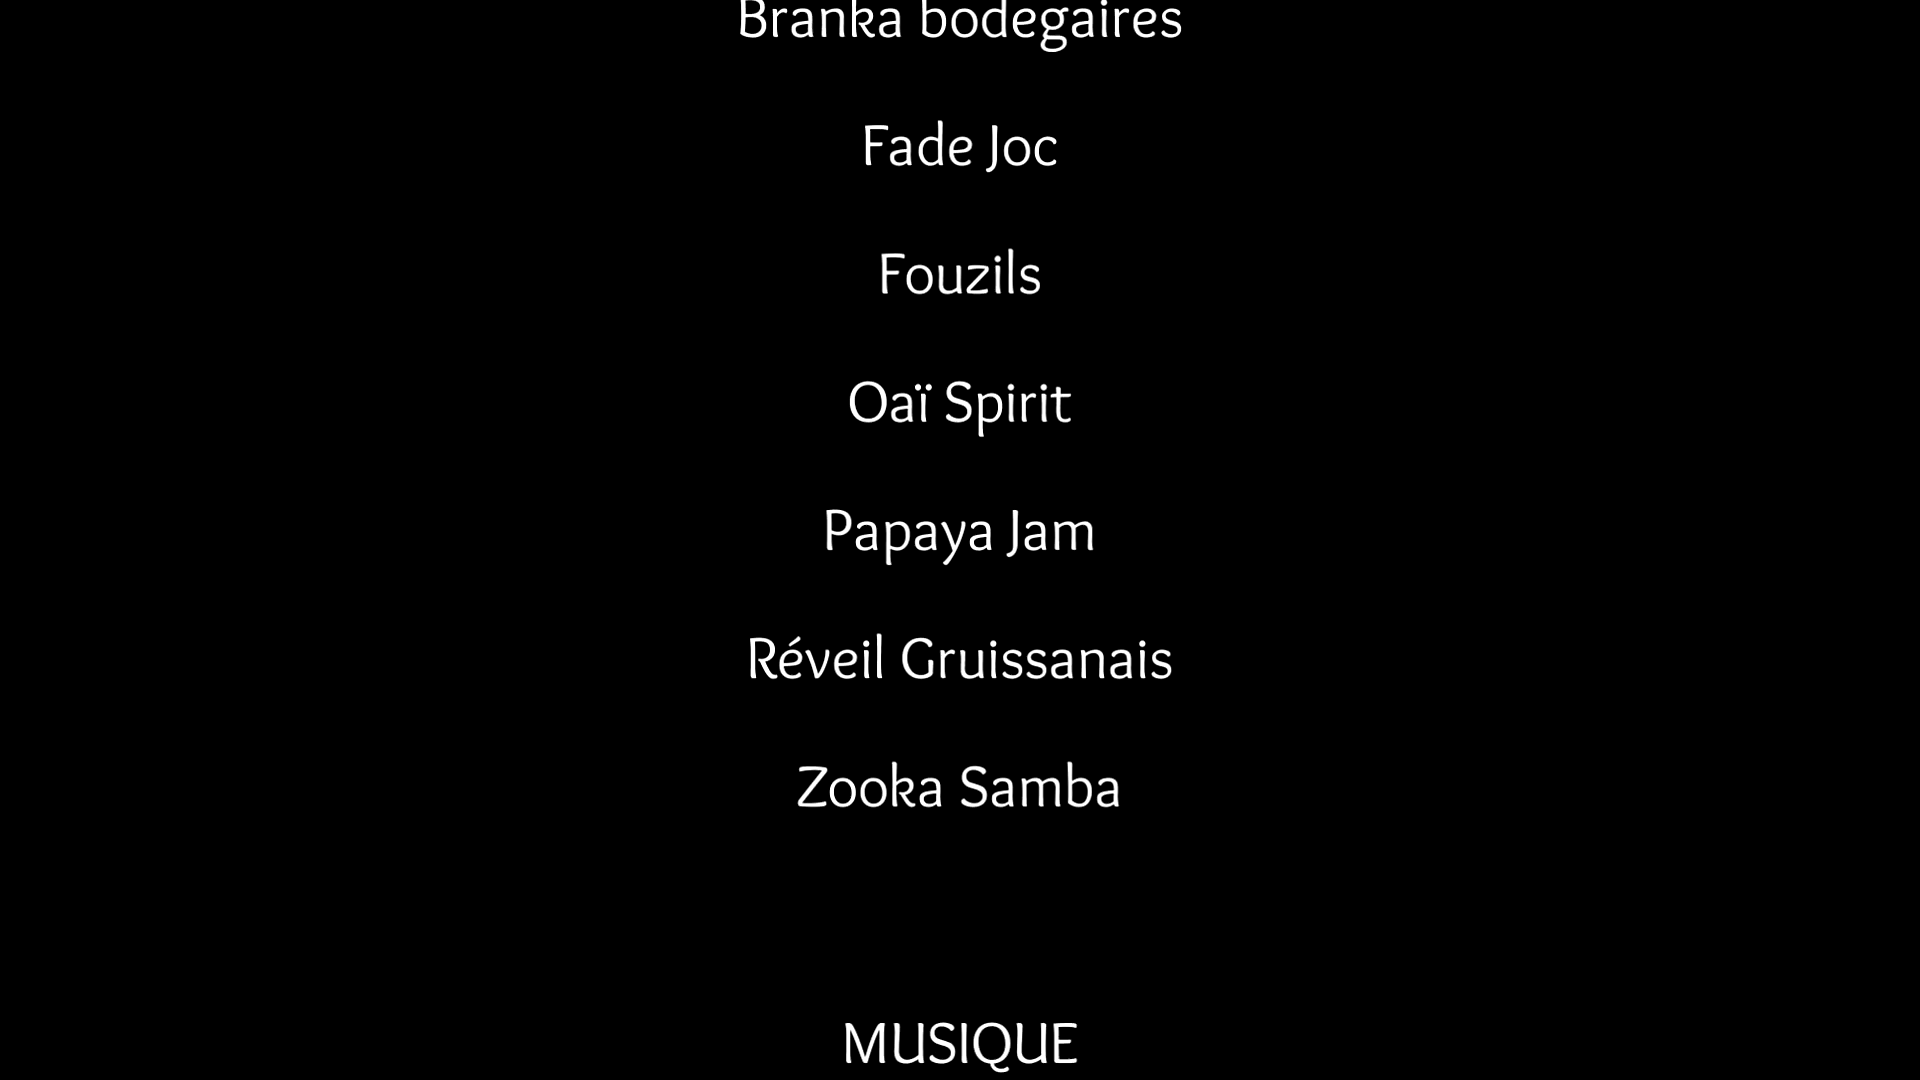 Branka bodegaires
Fade Joc
Fouzils
Oaï Spirit
Papaya Jam
Réveil Gruissanais
Zooka Samba
MUSIQUE